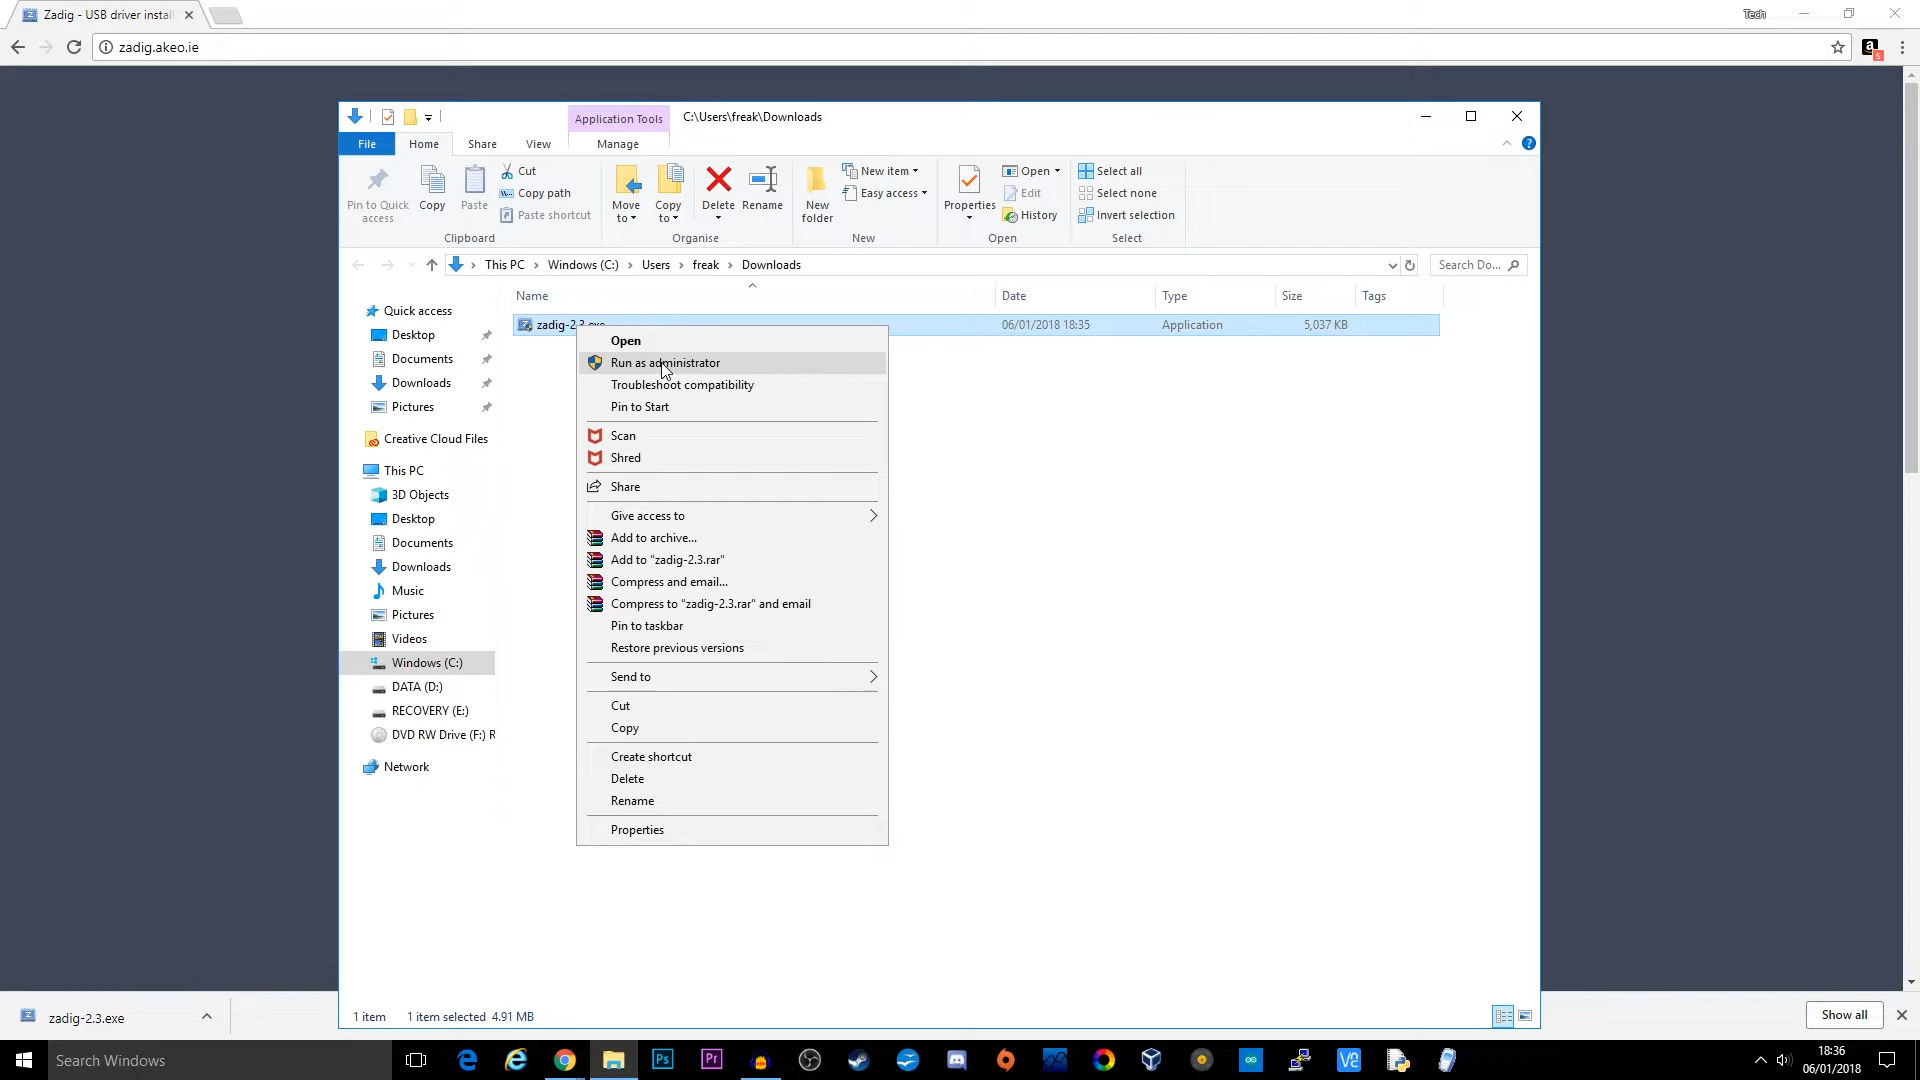 Zadig - USB driver instal
Tech
zadig.akeo.ie
Application Tools
C:\Users\freak\Downloads
File
Home
Share
View
Manage
Pin to Quick access
Copy
Paste
Cut
Copy path
Paste shortcut
Clipboard
Move to
Copy to
Delete
Rename
Organise
New folder
New item
Easy access
New
Properties
Open
Edit
History
Open
Select all
Select none
Invert selection
Select
This PC > Windows (C:) > Users > freak > Downloads
Search Do...
Name
Date
Type
Size
Tags
zadig-2.3.exe
06/01/2018 18:35
Application
5,037 KB
Quick access
Desktop
Documents
Downloads
Pictures
Creative Cloud Files
This PC
3D Objects
Desktop
Documents
Downloads
Music
Pictures
Videos
Windows (C:)
DATA (D:)
RECOVERY (E:)
DVD RW Drive (F:) R
Network
Open
Run as administrator
Troubleshoot compatibility
Pin to Start
Scan
Shred
Share
Give access to
Add to archive...
Add to "zadig-2.3.rar"
Compress and email...
Compress to "zadig-2.3.rar" and email
Pin to taskbar
Restore previous versions
Send to
Cut
Copy
Create shortcut
Delete
Rename
Properties
1 item
1 item selected 4.91 MB
zadig-2.3.exe
Show all
Search Windows
Ps
Pr
18:36
06/01/2018